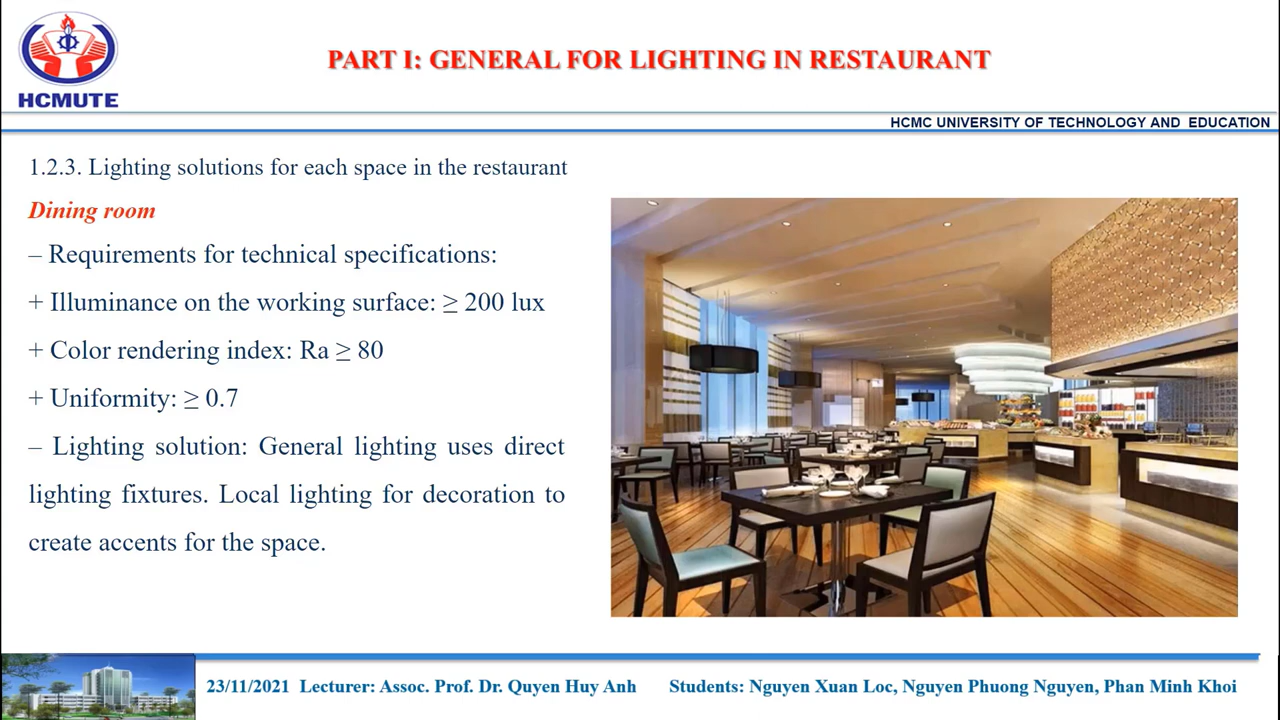 HCMUTE
PART I: GENERAL FOR LIGHTING IN RESTAURANT
HCMC UNIVERSITY OF TECHNOLOGY AND EDUCATION
1.2.3. Lighting solutions for each space in the restaurant
Dining room
– Requirements for technical specifications:
+ Illuminance on the working surface: ≥ 200 lux
+ Color rendering index: Ra ≥ 80
+ Uniformity: ≥ 0.7
– Lighting solution: General lighting uses direct
lighting fixtures. Local lighting for decoration to
create accents for the space.
23/11/2021 Lecturer: Assoc. Prof. Dr. Quyen Huy Anh Students: Nguyen Xuan Loc, Nguyen Phuong Nguyen, Phan Minh Khoi